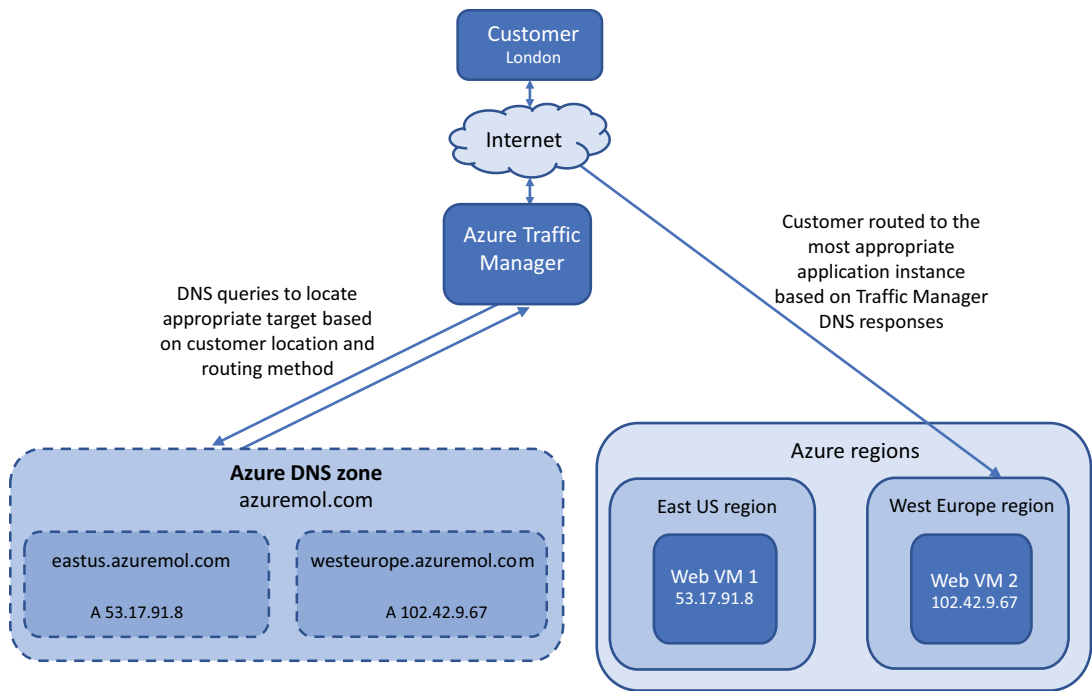 Customer
London
Internet
Azure Traffic
Manager
Customer routed to the
most appropriate
application instance
based on Traffic Manager
DNS responses
DNS queries to locate
appropriate target based
on customer location and
routing method
Azure DNS zone
azuremol.com
eastus.azuremol.com
A 53.17.91.8
westeurope.azuremol.com
A 102.42.9.67
Azure regions
East US region
Web VM 1
53.17.91.8
West Europe region
Web VM 2
102.42.9.67